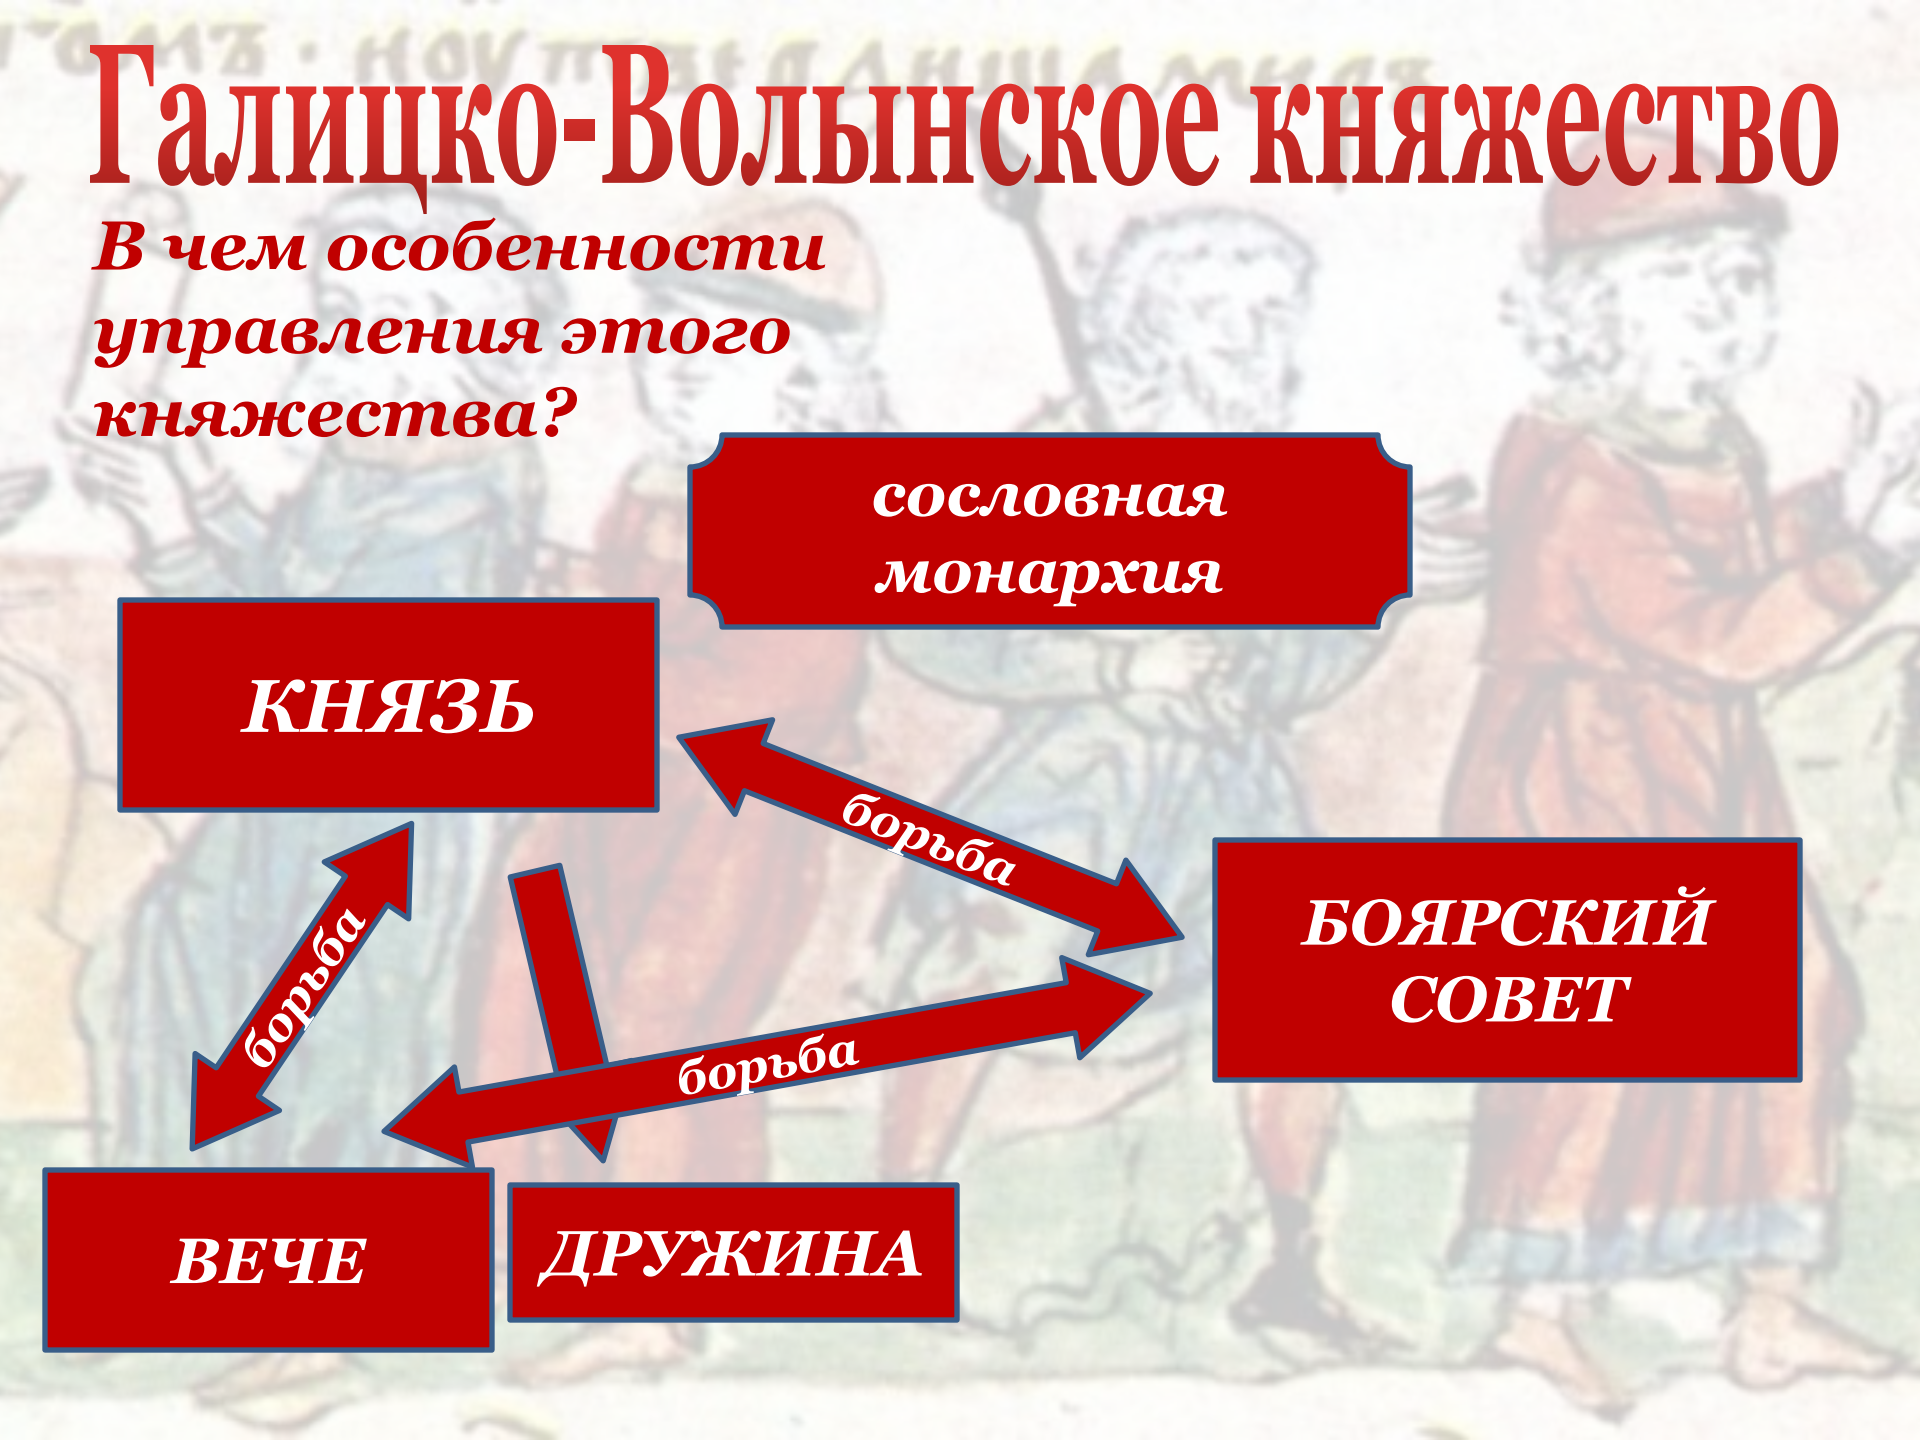 Галицко-Волынское княжество
В чем особенности
управления этого
княжества?
сословная
монархия
КНЯЗЬ
борьба
борьба
БОЯРСКИЙ
СОВЕТ
борьба
ВЕЧЕ
ДРУЖИНА